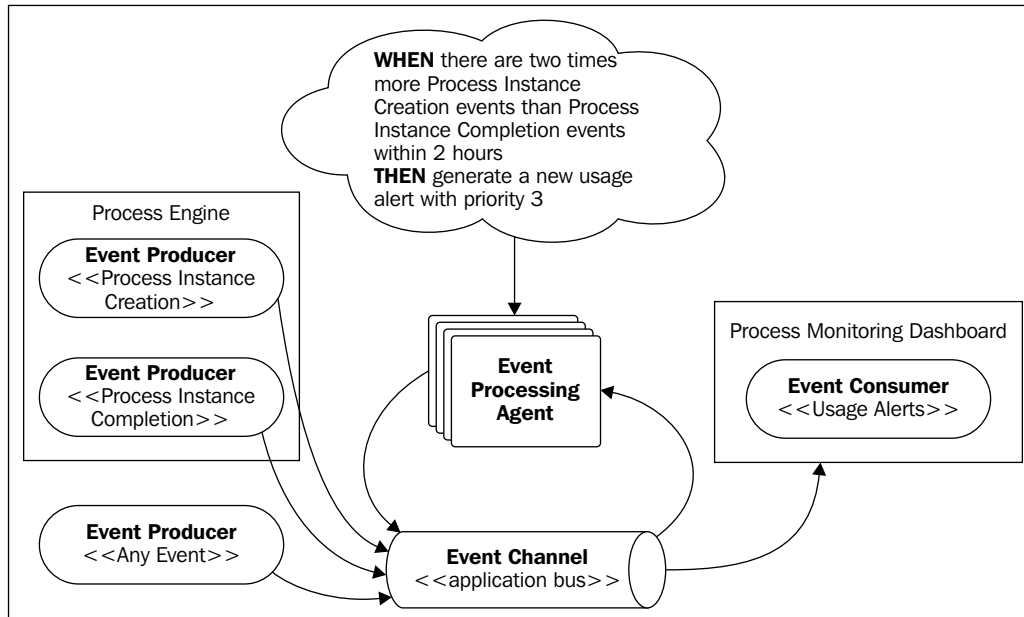 WHEN there are two times
more Process Instance
Creation events than Process
Instance Completion events
within 2 hours
THEN generate a new usage
alert with priority 3
Process Engine
Event Producer
<<Process Instance
Creation>>
Event Producer
<<Process Instance
Completion>>
Event Producer
<<Any Event>>
Event
Processing
Agent
Event Channel
<<application bus>>
Process Monitoring Dashboard
Event Consumer
<<Usage Alerts>>